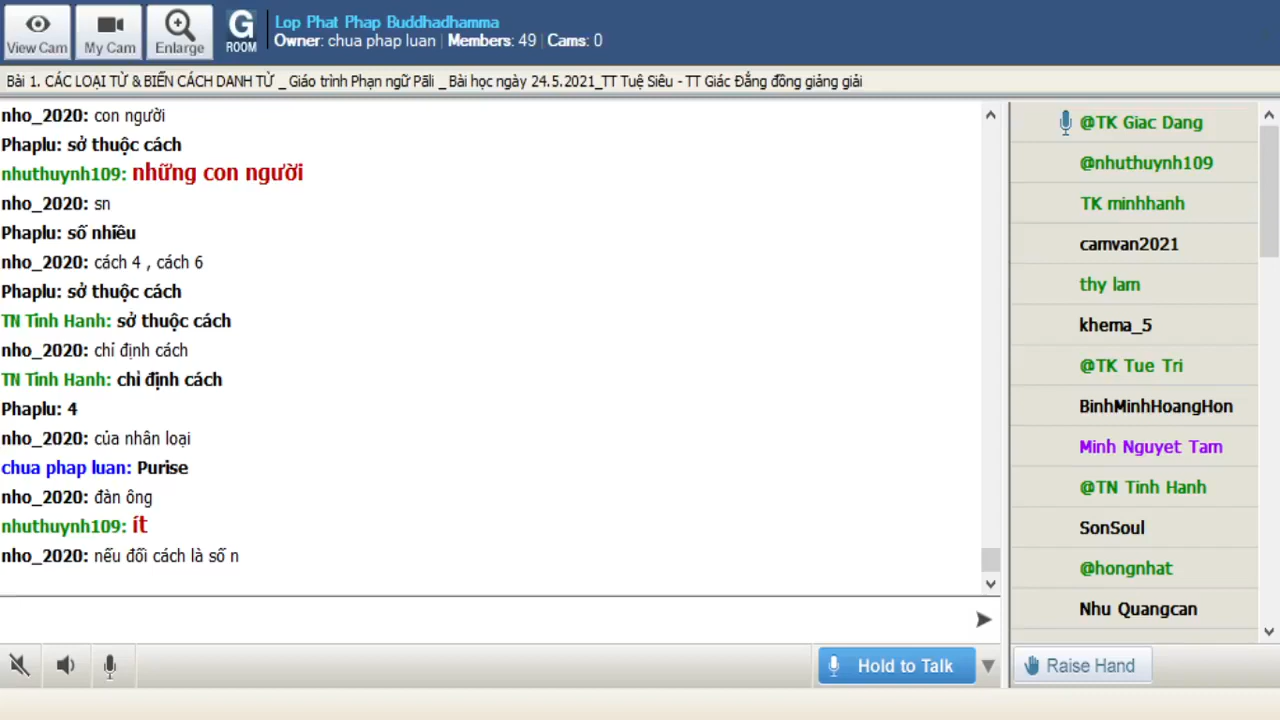 View Cam
My Cam
Enlarge
G
ROOM
Lop Phat Phap Buddhadhamma
Owner: chua phap luan | Members: 49 | Cams: 0
Bài 1. CÁC LOẠI TỪ & BIẾN CÁCH DANH TỪ _ Giáo trình Phạn ngữ Pāli _ Bài học ngày 24.5.2021_TT Tuệ Siêu - TT Giác Đẳng đồng giảng giải
nho_2020: con người
Phaplu: sở thuộc cách
nhuthuynh109: những con người
nho_2020: sn
Phaplu: số nhiều
nho_2020: cách 4 , cách 6
Phaplu: sở thuộc cách
TN Tinh Hanh: sở thuộc cách
nho_2020: chỉ định cách
TN Tinh Hanh: chỉ định cách
Phaplu: 4
nho_2020: của nhân loại
chua phap luan: Purise
nho_2020: đàn ông
nhuthuynh109: ít
nho_2020: nếu đổi cách là số n
@TK Giac Dang
@nhuthuynh109
TK minhhanh
camvan2021
thy lam
khema_5
@TK Tue Tri
BinhMinhHoangHon
Minh Nguyet Tam
@TN Tinh Hanh
SonSoul
@hongnhat
Nhu Quangcan
Hold to Talk
Raise Hand